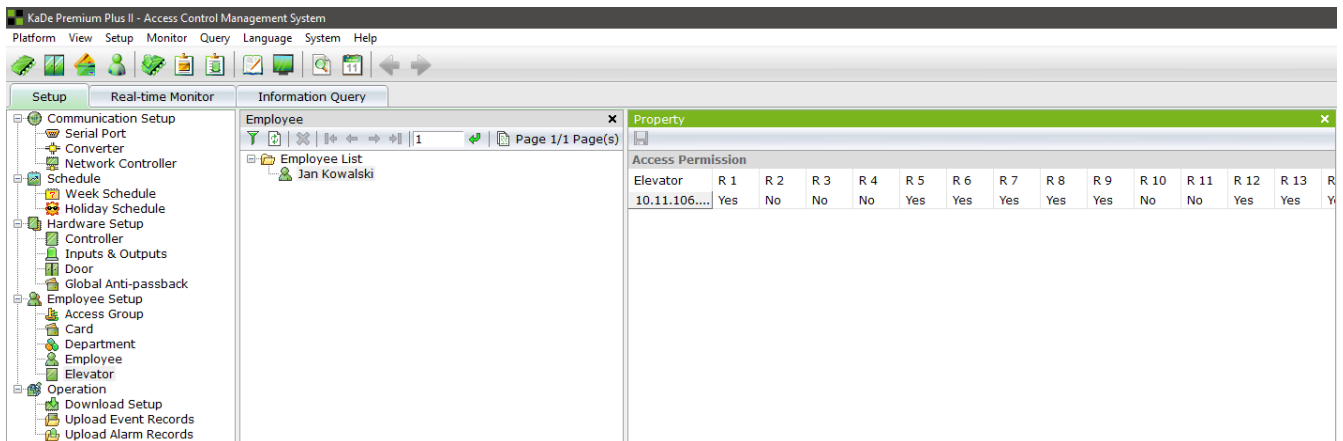 KaDe Premium Plus II - Access Control Management System
Platform View Setup Monitor Query Language System Help
11
Setup Real-time Monitor Information Query
Communication Setup
Serial Port
Converter
Network Controller
Schedule
Week Schedule
Holiday Schedule
Hardware Setup
Controller
Inputs & Outputs
Door
Global Anti-passback
Employee Setup
Access Group
Card
Department
Employee
Elevator
Operation
Download Setup
Upload Event Records
Upload Alarm Records
Employee
1 Page 1/1 Page(s)
Employee List
Jan Kowalski
Property
Access Permission
Elevator R 1 R 2 R 3 R 4 R 5 R 6 R 7 R 8 R 9 R 10 R 11 R 12 R 13 R
10.11.106.... Yes No No No Yes Yes Yes Yes Yes No No Yes Yes Y